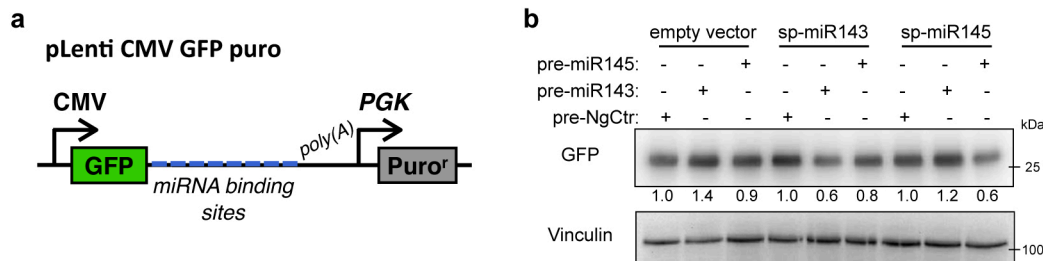 a
pLenti CMV GFP puro
CMV
PGK
poly(A)
GFP
Puroʳ
miRNA binding
sites
b
empty vector sp-miR143 sp-miR145
pre-miR145: - - + - - + - - +
pre-miR143: - + - - + - - + -
pre-NgCtr: + - - + - - + - -
kDa
GFP
25
1.0 1.4 0.9 1.0 0.6 0.8 1.0 1.2 0.6
Vinculin
100